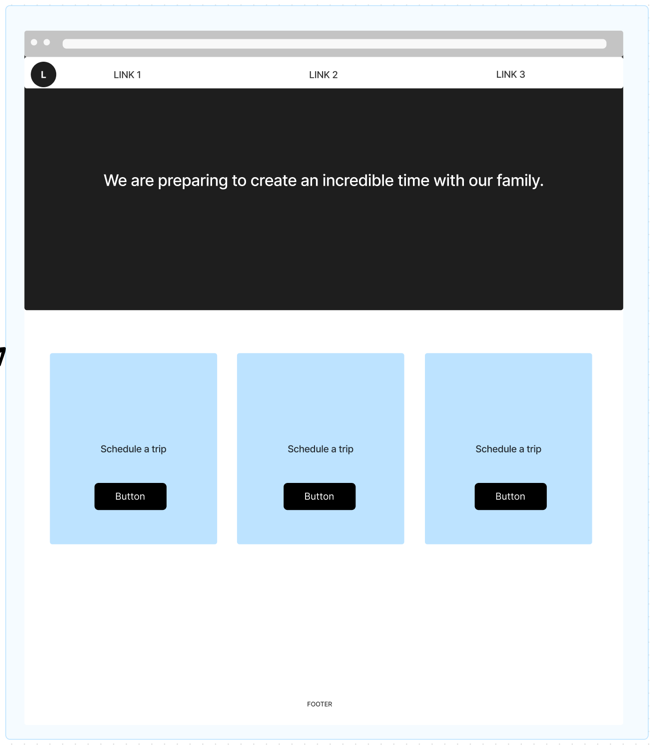 L
LINK 1
LINK 2
LINK 3
We are preparing to create an incredible time with our family.
Schedule a trip
Button
Schedule a trip
Button
Schedule a trip
Button
FOOTER